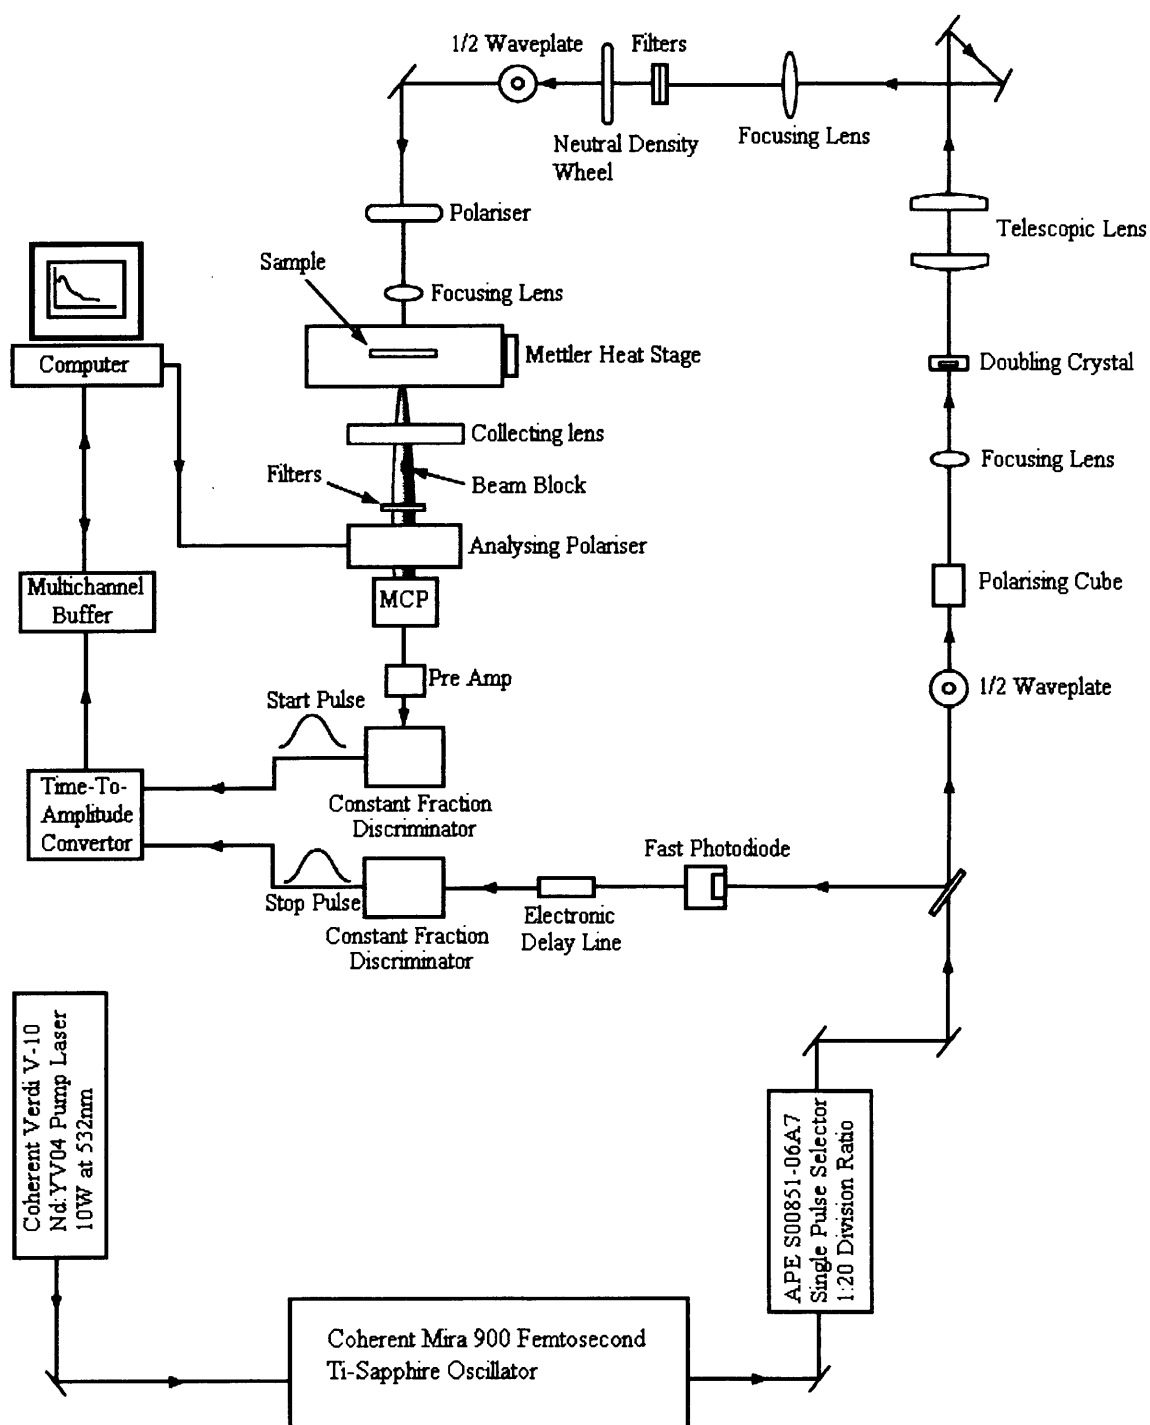 1/2 Waveplate
Filters
Neutral Density
Wheel
Focusing Lens
Polariser
Telescopic Lens
Sample
Focusing Lens
Mettler Heat Stage
Computer
Doubling Crystal
Collecting lens
Focusing Lens
Filters
Beam Block
Analysing Polariser
Multichannel
Buffer
MCP
Polarising Cube
Pre Amp
1/2 Waveplate
Start Pulse
Time-To-
Amplitude
Convertor
Constant Fraction
Discriminator
Fast Photodiode
Stop Pulse
Electronic
Delay Line
Constant Fraction
Discriminator
Coherent Verdi V-10
Nd:YV04 Pump Laser
10W at 532nm
APE S00851-06A7
Single Pulse Selector
1:20 Division Ratio
Coherent Mira 900 Femtosecond
Ti-Sapphire Oscillator